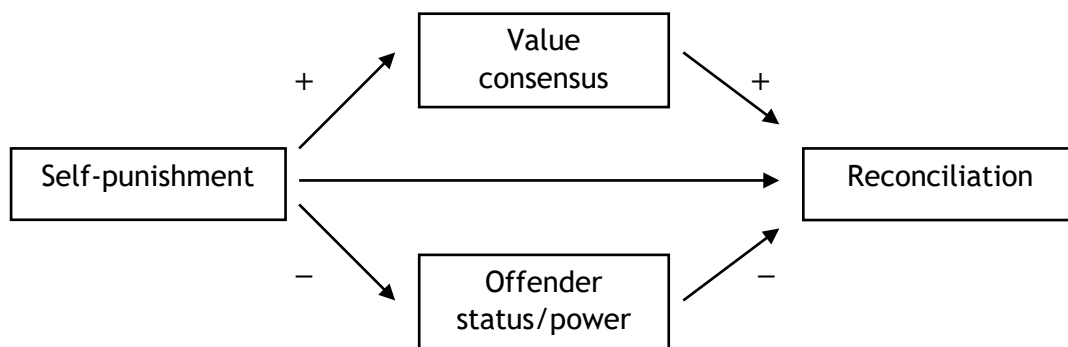 Value
consensus
+
+
Self-punishment
Reconciliation
–
–
Offender
status/power